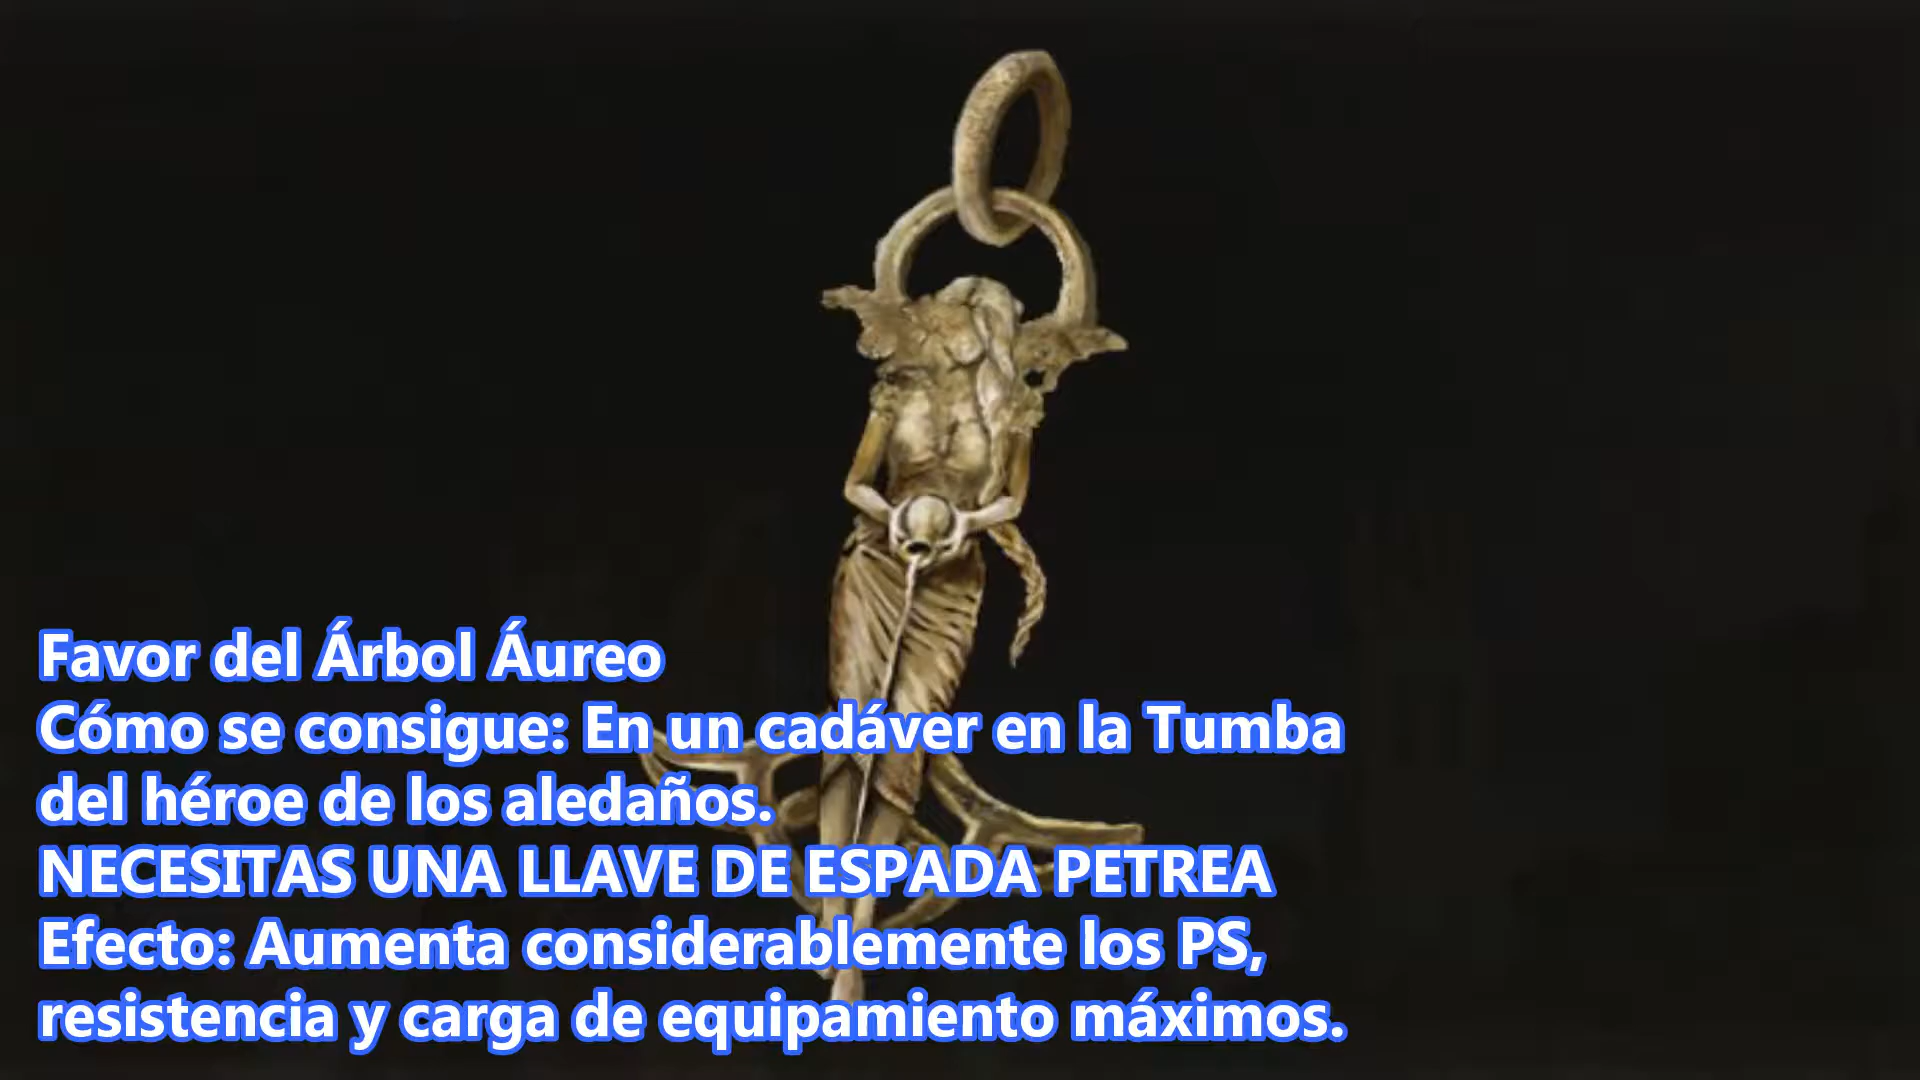 Favor del Árbol Áureo
Cómo se consigue: En un cadáver en la Tumba
del héroe de los aledaños.
NECESITAS UNA LLAVE DE ESPADA PETREA
Efecto: Aumenta considerablemente los PS,
resistencia y carga de equipamiento máximos.